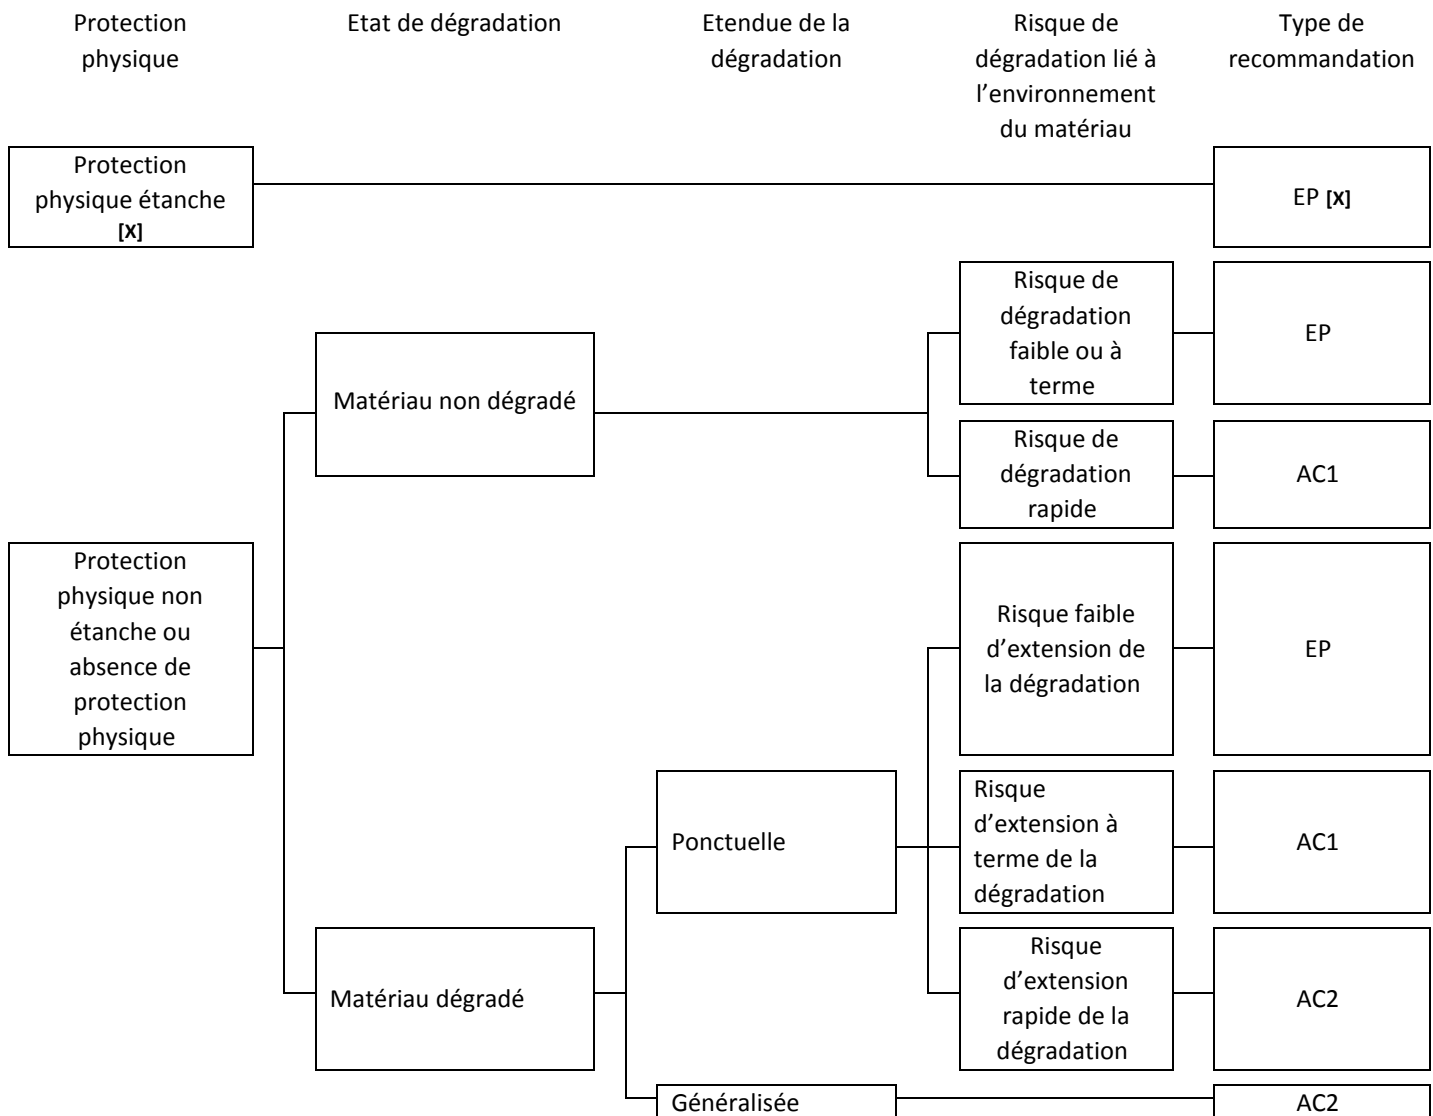 Protection
physique
Etat de dégradation
Etendue de la
dégradation
Risque de
dégradation lié à
l’environnement
du matériau
Type de
recommandation
Protection
physique étanche
[X]
EP [X]
Risque de
dégradation
faible ou à
terme
EP
Matériau non dégradé
Risque de
dégradation
rapide
AC1
Protection
physique non
étanche ou
absence de
protection
physique
Risque faible
d’extension de
la dégradation
EP
Ponctuelle
Risque
d’extension à
terme de la
dégradation
AC1
Matériau dégradé
Risque
d’extension
rapide de la
dégradation
AC2
Généralisée
AC2